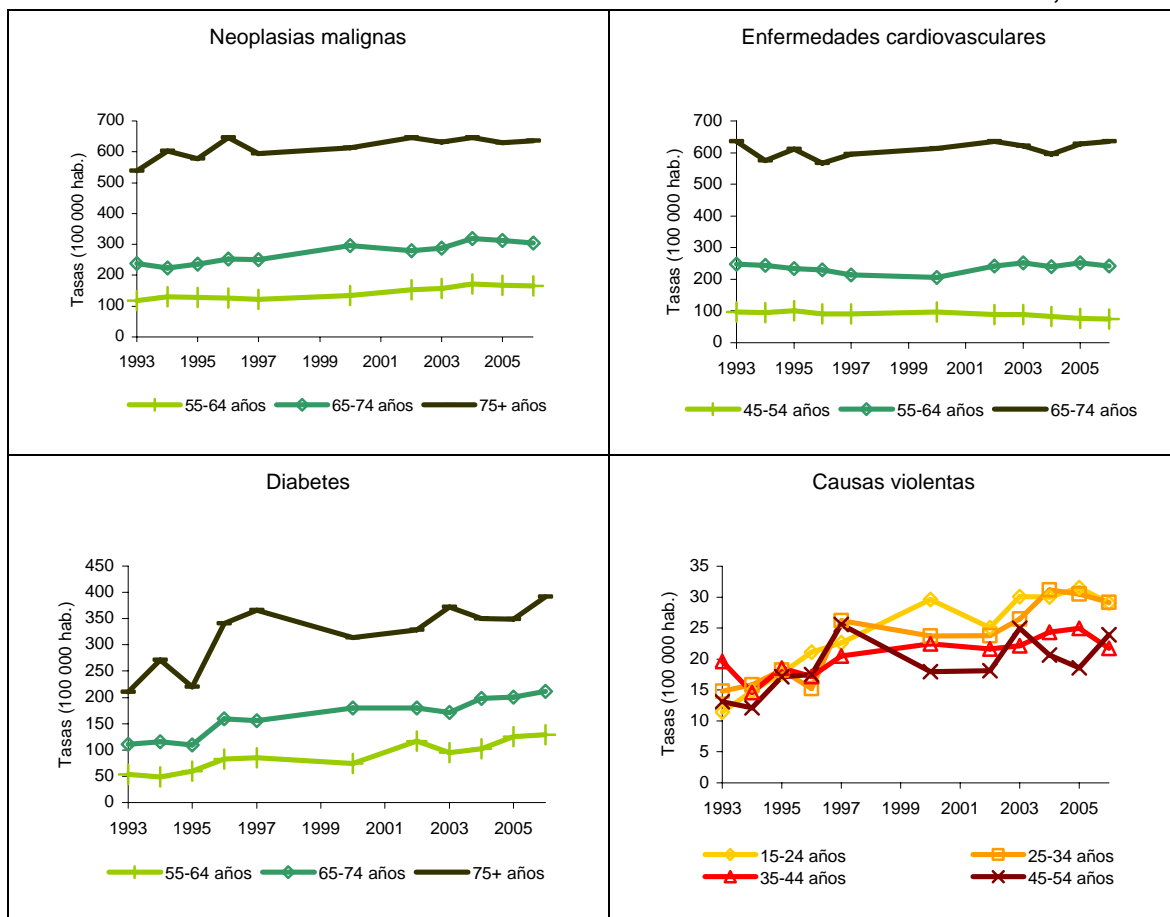 Neoplasias malignas
Tasas (100 000 hab.)
700
600
500
400
300
200
100
0
1993 1995 1997 1999 2001 2003 2005
55-64 años 65-74 años 75+ años
Enfermedades cardiovasculares
Tasas (100 000 hab.)
700
600
500
400
300
200
100
0
1993 1995 1997 1999 2001 2003 2005
45-54 años 55-64 años 65-74 años
Diabetes
Tasas (100 000 hab.)
450
400
350
300
250
200
150
100
50
0
1993 1995 1997 1999 2001 2003 2005
55-64 años 65-74 años 75+ años
Causas violentas
Tasas (100 000 hab.)
35
30
25
20
15
10
5
0
1993 1995 1997 1999 2001 2003 2005
15-24 años 25-34 años
35-44 años 45-54 años